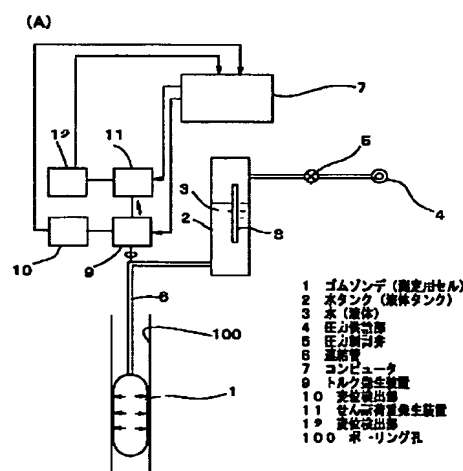 (A)
7
12
11
5
3
2
8
4
10
9
6
100
1
1 ゴムゾンデ（測定用セル）
2 水タンク（液体タンク）
3 水（液体）
4 圧力供給部
5 圧力制御弁
6 連結管
7 コンピュータ
9 トルク発生装置
10 変位検出部
11 せん断荷重発生装置
12 変位検出部
100 ボーリング孔